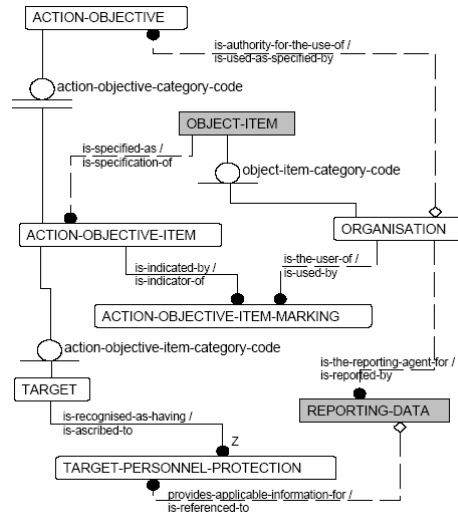 ACTION-OBJECTIVE
is-authority-for-the-use-of /
is-used-as-specified-by
action-objective-category-code
OBJECT-ITEM
is-specified-as /
is-specification-of
object-item-category-code
ACTION-OBJECTIVE-ITEM
ORGANISATION
is-indicated-by /
is-indicator-of
is-the-user-of /
is-used-by
ACTION-OBJECTIVE-ITEM-MARKING
action-objective-item-category-code
is-the-reporting-agent-for /
is-reported-by
TARGET
REPORTING-DATA
is-recognised-as-having /
is-ascribed-to
Z
TARGET-PERSONNEL-PROTECTION
provides-applicable-information-for /
is-referenced-to